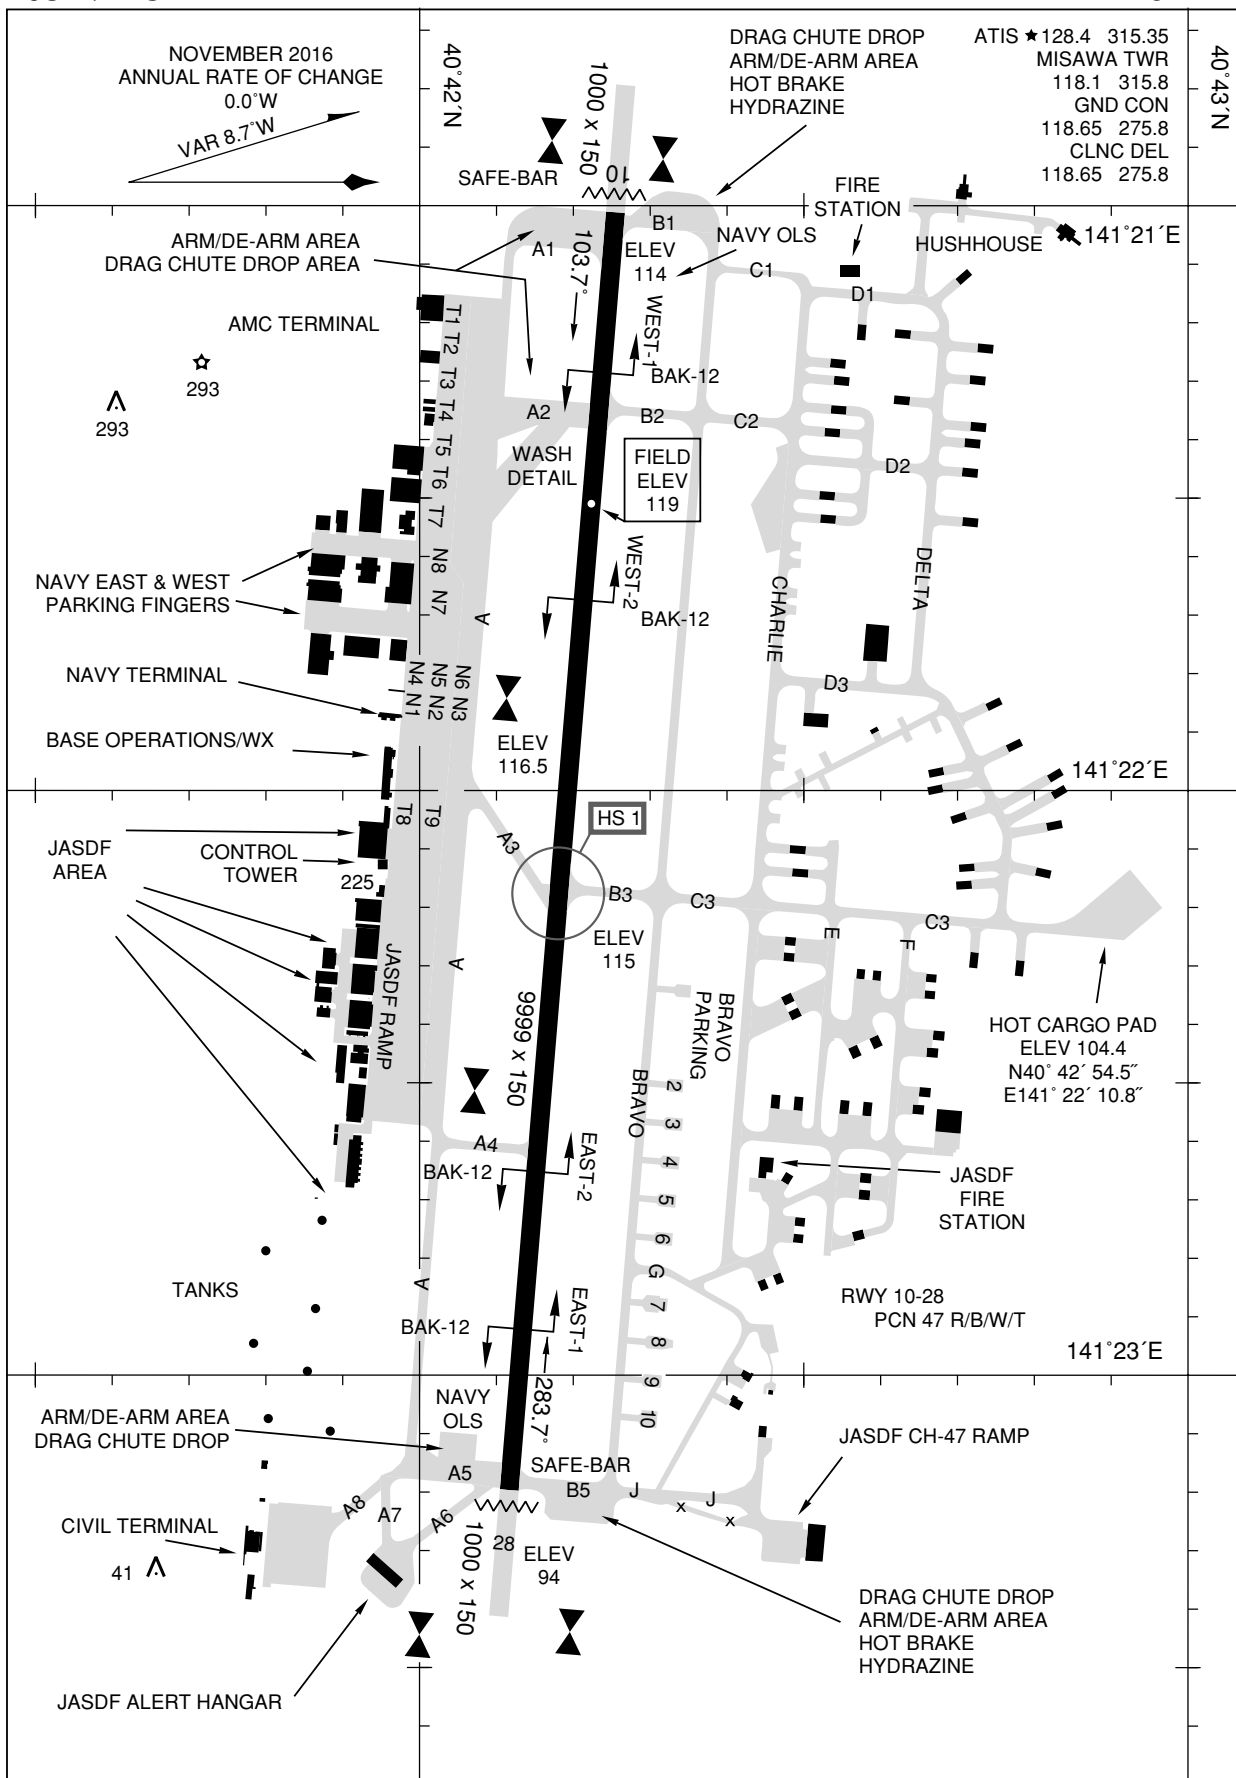 NOVEMBER 2016
ANNUAL RATE OF CHANGE
0.0°W
VAR 8.7°W
40°42´N
1000 x 150
DRAG CHUTE DROP
ARM/DE-ARM AREA
HOT BRAKE
HYDRAZINE
ATIS ★ 128.4 315.35
MISAWA TWR
118.1 315.8
GND CON
118.65 275.8
CLNC DEL
118.65 275.8
40°43´N
SAFE-BAR
10
FIRE
STATION
HUSHHOUSE
141°21´E
ARM/DE-ARM AREA
DRAG CHUTE DROP AREA
A1
103.7°
B1
ELEV
114
NAVY OLS
C1
D1
AMC TERMINAL
293
293
T1
T2
T3
T4
T5
T6
T7
WEST-1
BAK-12
A2
B2
C2
D2
WASH
DETAIL
FIELD
ELEV
119
NAVY EAST & WEST
PARKING FINGERS
N8
N7
A
WEST-2
BAK-12
CHARLIE
DELTA
NAVY TERMINAL
N4 N1
N5 N2
N6 N3
D3
BASE OPERATIONS/WX
ELEV
116.5
141°22´E
T8
T9
HS 1
A3
JASDF
AREA
CONTROL
TOWER
225
B3
C3
C3
E
F
ELEV
115
JASDF RAMP
A
9999 x 150
BRAVO
PARKING
BRAVO
HOT CARGO PAD
ELEV 104.4
N40° 42´ 54.5˝
E141° 22´ 10.8˝
2
3
4
5
6
G
7
8
9
10
A4
BAK-12
EAST-2
JASDF
FIRE
STATION
TANKS
A
BAK-12
EAST-1
RWY 10-28
PCN 47 R/B/W/T
141°23´E
283.7°
NAVY
OLS
ARM/DE-ARM AREA
DRAG CHUTE DROP
JASDF CH-47 RAMP
SAFE-BAR
A5
B5
J
J
x
x
A8
A7
A6
CIVIL TERMINAL
41
28
1000 x 150
ELEV
94
DRAG CHUTE DROP
ARM/DE-ARM AREA
HOT BRAKE
HYDRAZINE
JASDF ALERT HANGAR